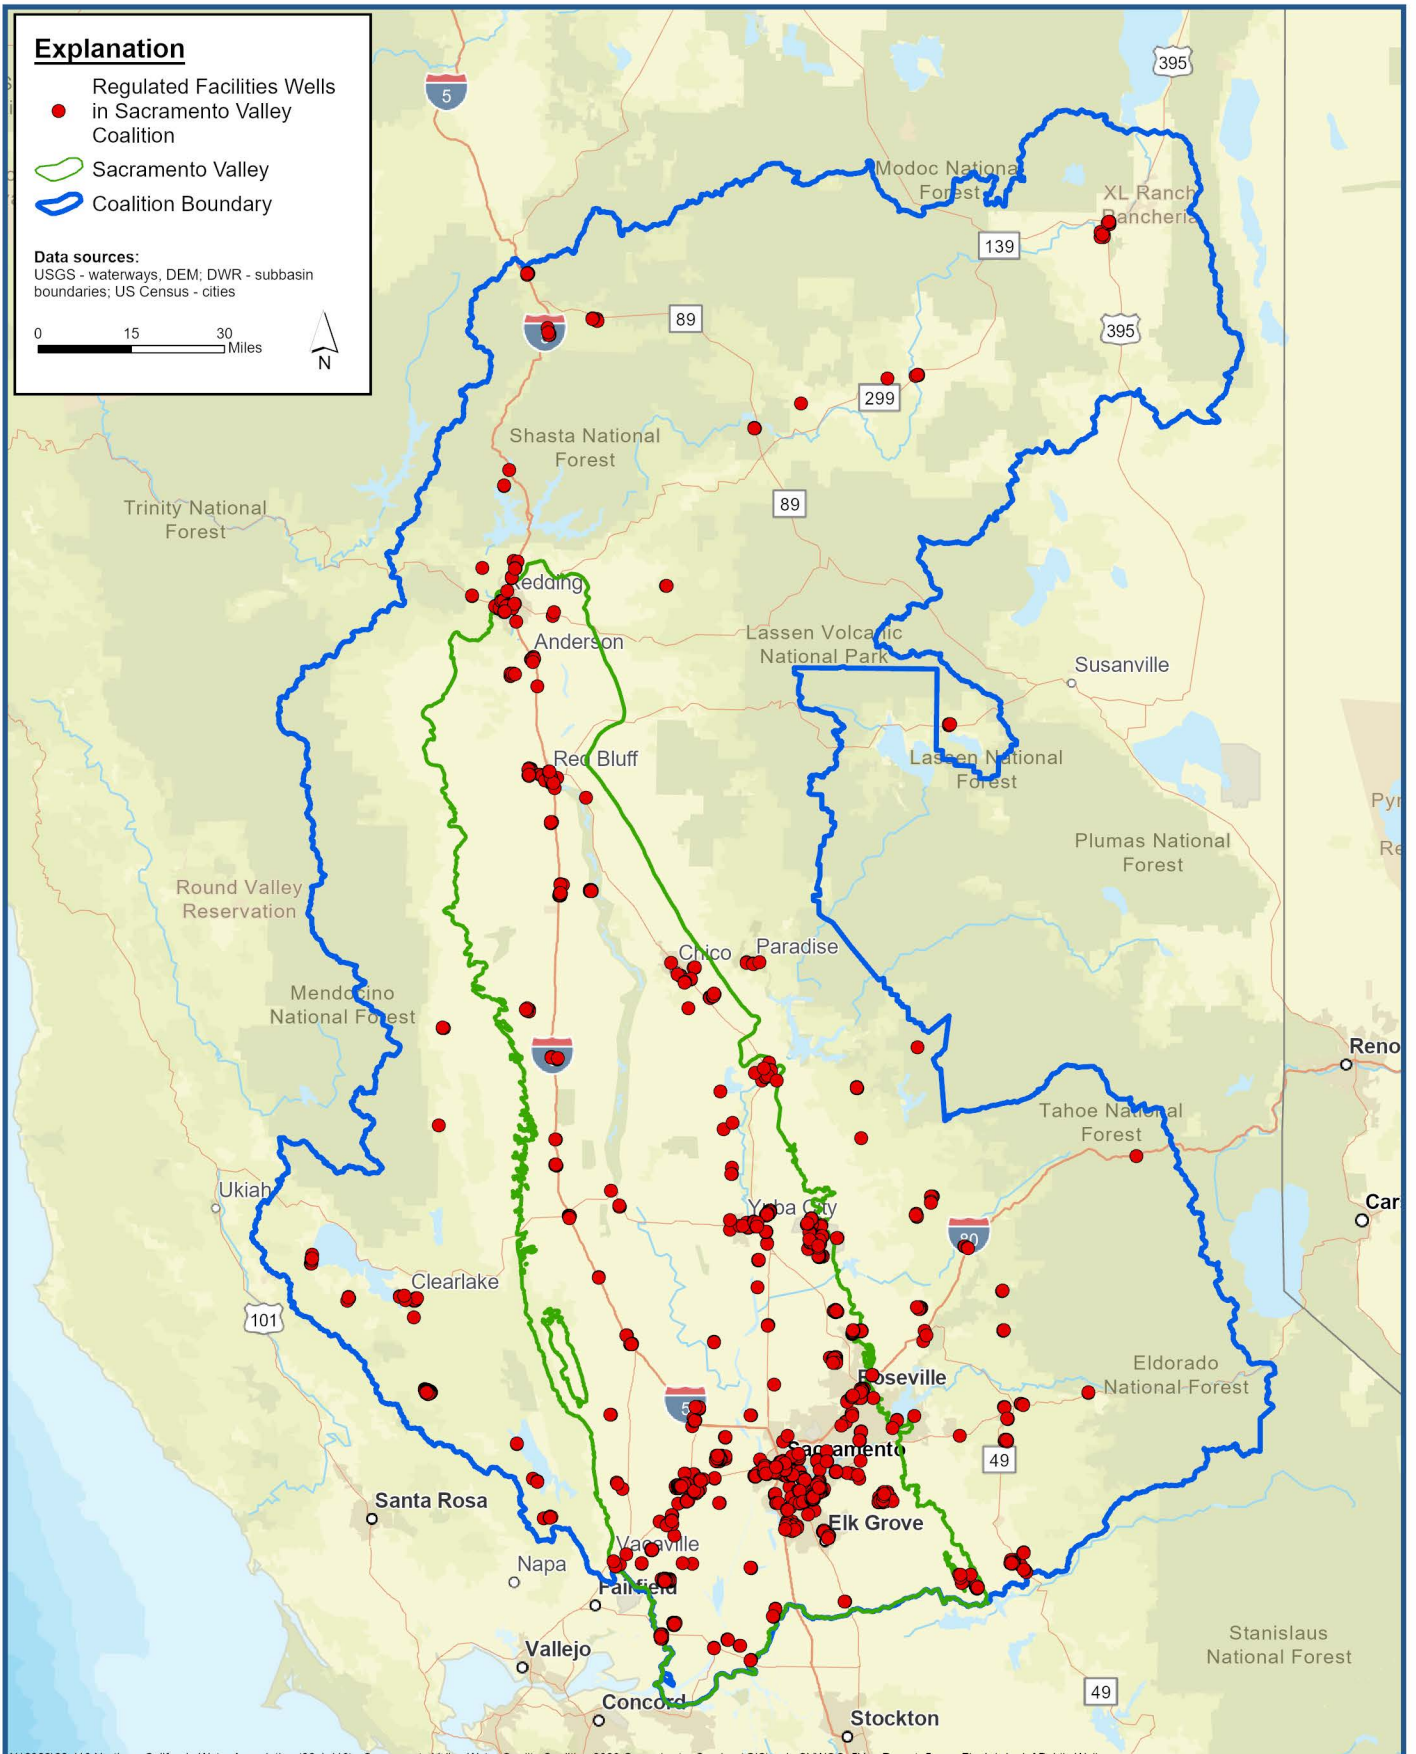 Explanation
Regulated Facilities Wells
in Sacramento Valley
Coalition
Sacramento Valley
Coalition Boundary
Data sources:
USGS - waterways, DEM; DWR - subbasin
boundaries; US Census - cities
0 15 30
Miles
N
5
395
Modoc National
Forest
XL Ranch
Rancheria
139
89
395
299
Shasta National
Forest
89
Trinity National
Forest
Redding
Anderson
Lassen Volcanic
National Park
Susanville
Red Bluff
Lassen National
Forest
Plumas National
Forest
Round Valley
Reservation
Chico
Paradise
Mendocino
National Forest
Reno
Tahoe National
Forest
Ukiah
Yuba City
80
Clearlake
101
Eldorado
National Forest
Roseville
5
Sacramento
49
Santa Rosa
Elk Grove
Vacaville
Napa
Fairfield
Vallejo
Stanislaus
National Forest
Concord
49
Stockton